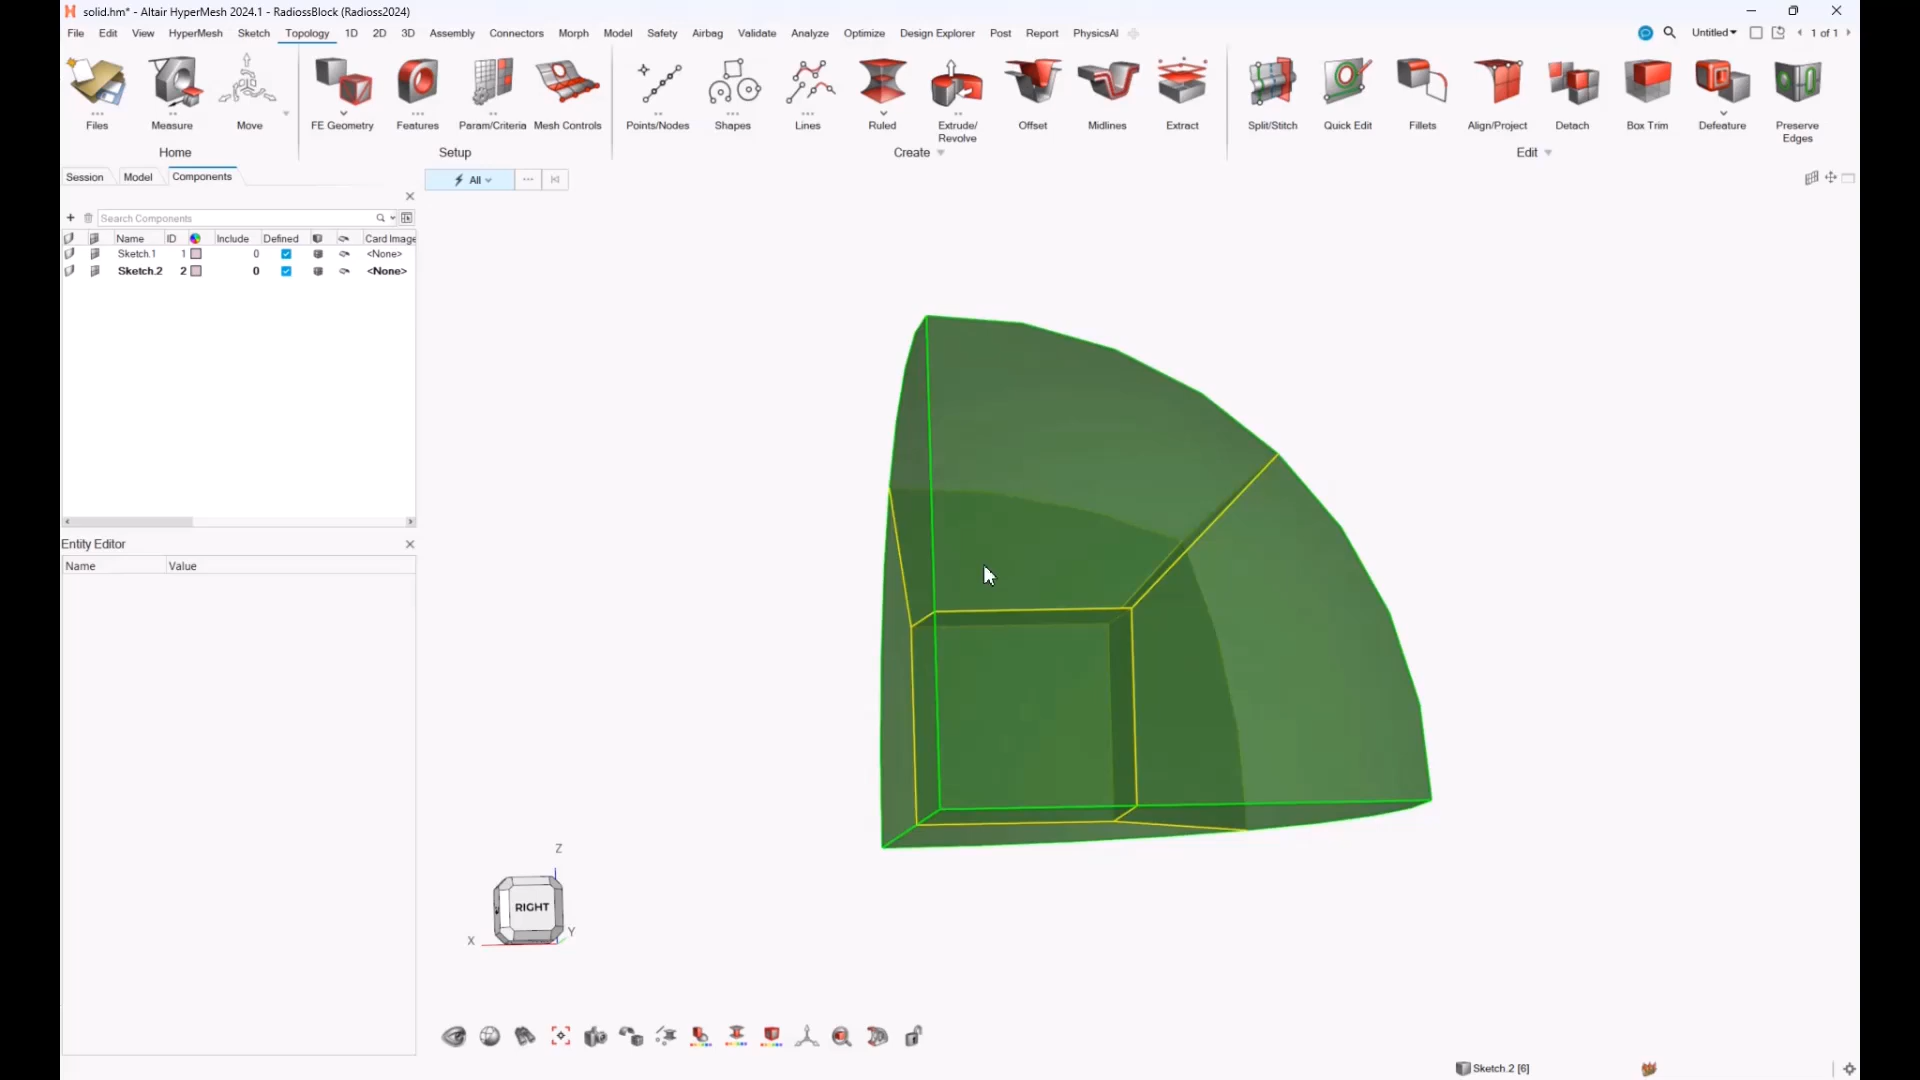 solid.hm* - Altair HyperMesh 2024.1 - RadiossBlock (Radioss2024)
File Edit View HyperMesh Sketch Topology 1D 2D 3D Assembly Connectors Morph Model Safety Airbag Validate Analyze Optimize Design Explorer Post Report PhysicsAI Untitled 1 of 1
Files Measure Move FE Geometry Features Param/Criteria Mesh Controls Points/Nodes Shapes Lines Ruled Extrude/ Offset Midlines Extract Split/Stitch Quick Edit Fillets Align/Project Detach Box Trim Defeature Preserve
Revolve Edges
Home Setup Create Edit
Session Model Components
All
Search Components
Name ID Include Defined Card Image
Sketch.1 1 0 <None>
Sketch.2 2 0 <None>
Entity Editor
Name Value
Z
RIGHT
X Y
Sketch.2 [6]